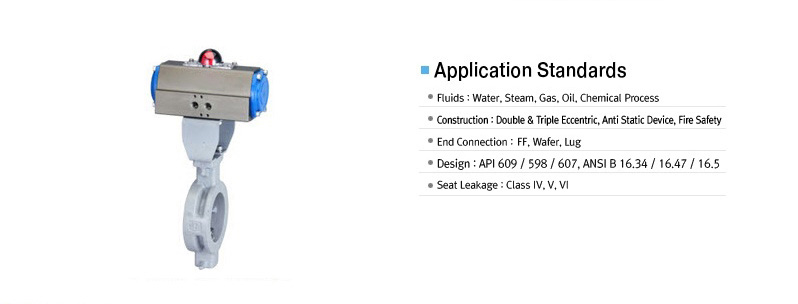 Application Standards
Fluids : Water, Steam, Gas, Oil, Chemical Process
Construction : Double & Triple Eccentric, Anti Static Device, Fire Safety
End Connection : FF, Wafer, Lug
Design : API 609 / 598 / 607, ANSI B 16.34 / 16.47 / 16.5
Seat Leakage : Class IV, V, VI